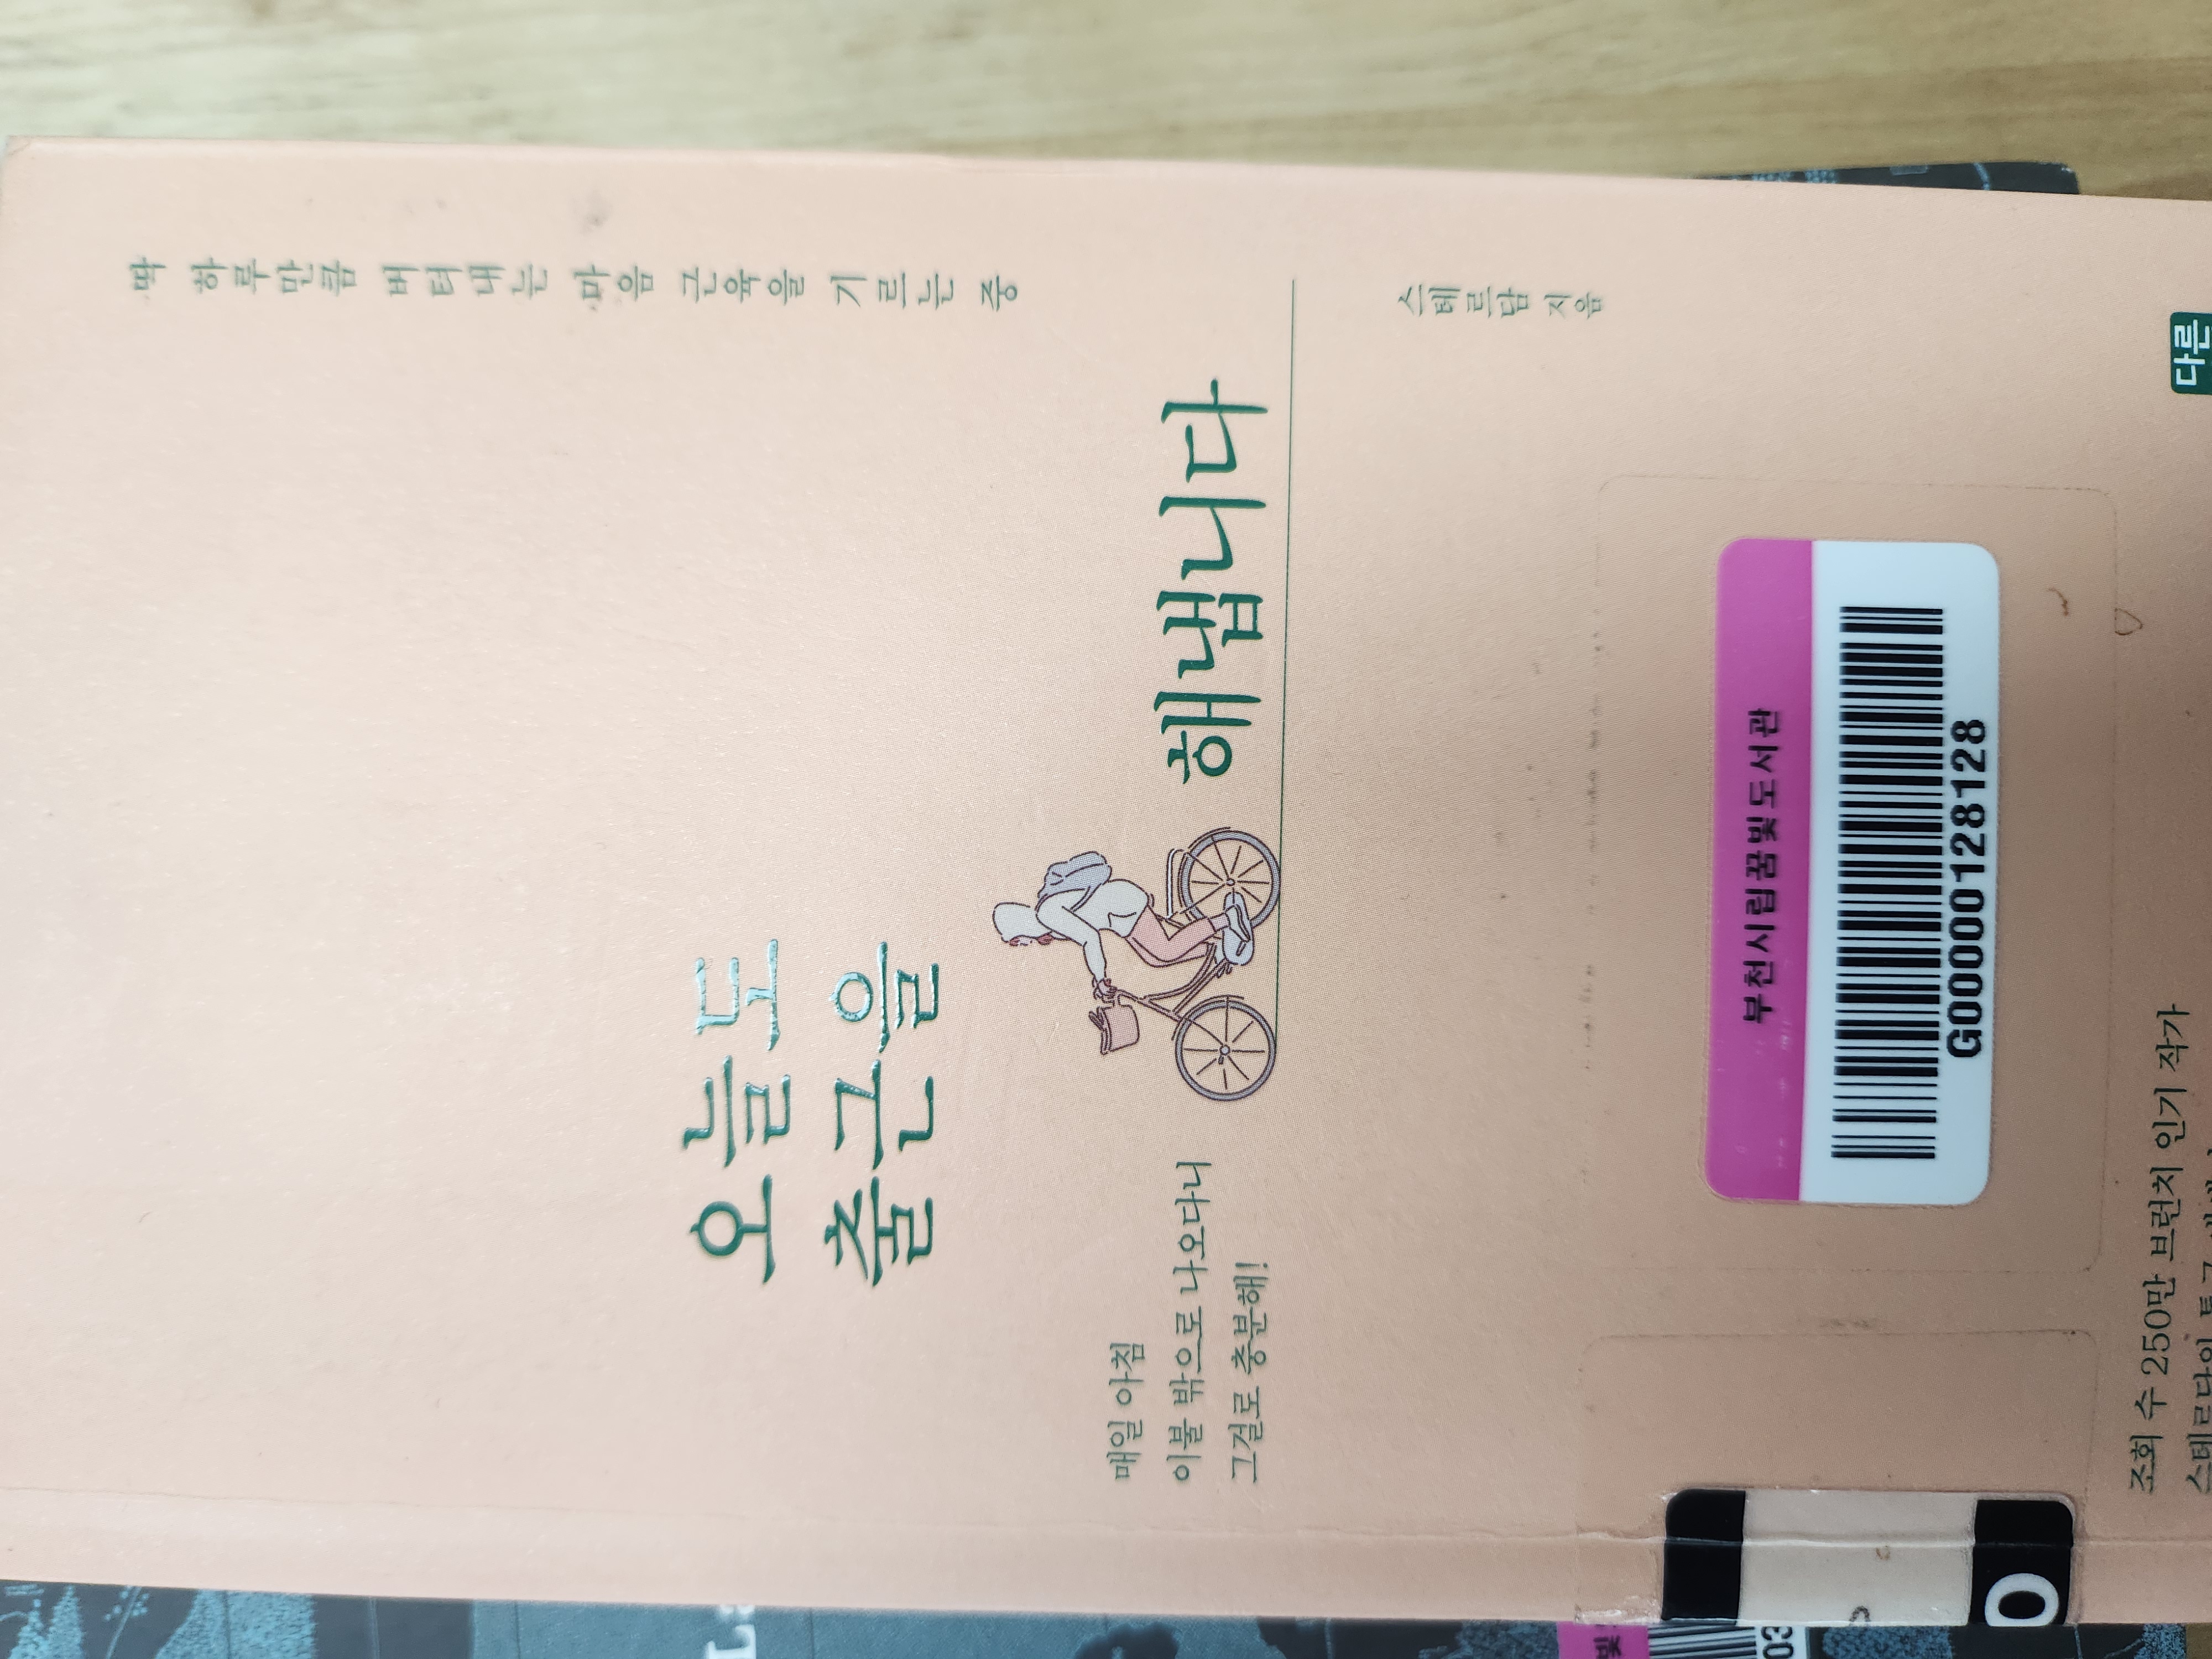 딱 하루만큼 버텨내는 마음 근육을 기르는 중
오늘도
출근을
해냅니다
매일 아침
이불 밖으로 나오다니
그걸로 충분해!
스테르담 지음
부천시립꿈빛도서관
G0000128128
조회 수 250만 브런치 인기 작가
다른
O
03